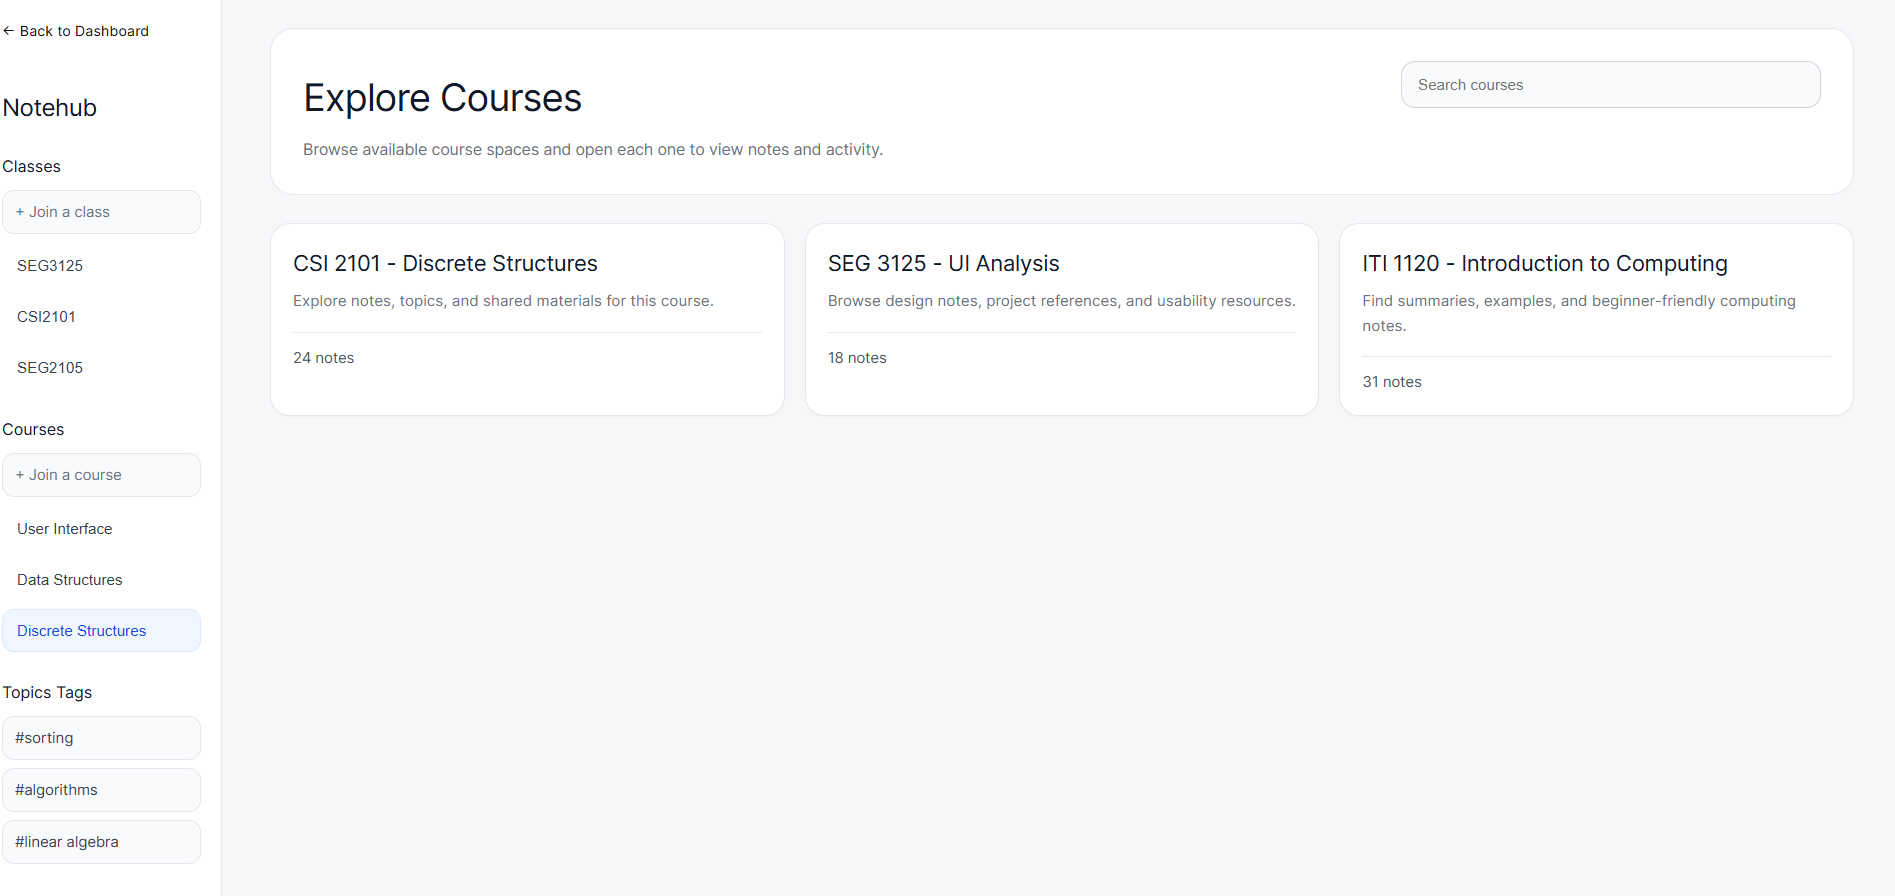 ← Back to Dashboard
Notehub
Classes
+ Join a class
SEG3125
CSI2101
SEG2105
Courses
+ Join a course
User Interface
Data Structures
Discrete Structures
Topics Tags
#sorting
#algorithms
#linear algebra
Explore Courses
Browse available course spaces and open each one to view notes and activity.
Search courses
CSI 2101 - Discrete Structures
Explore notes, topics, and shared materials for this course.
24 notes
SEG 3125 - UI Analysis
Browse design notes, project references, and usability resources.
18 notes
ITI 1120 - Introduction to Computing
Find summaries, examples, and beginner-friendly computing
notes.
31 notes